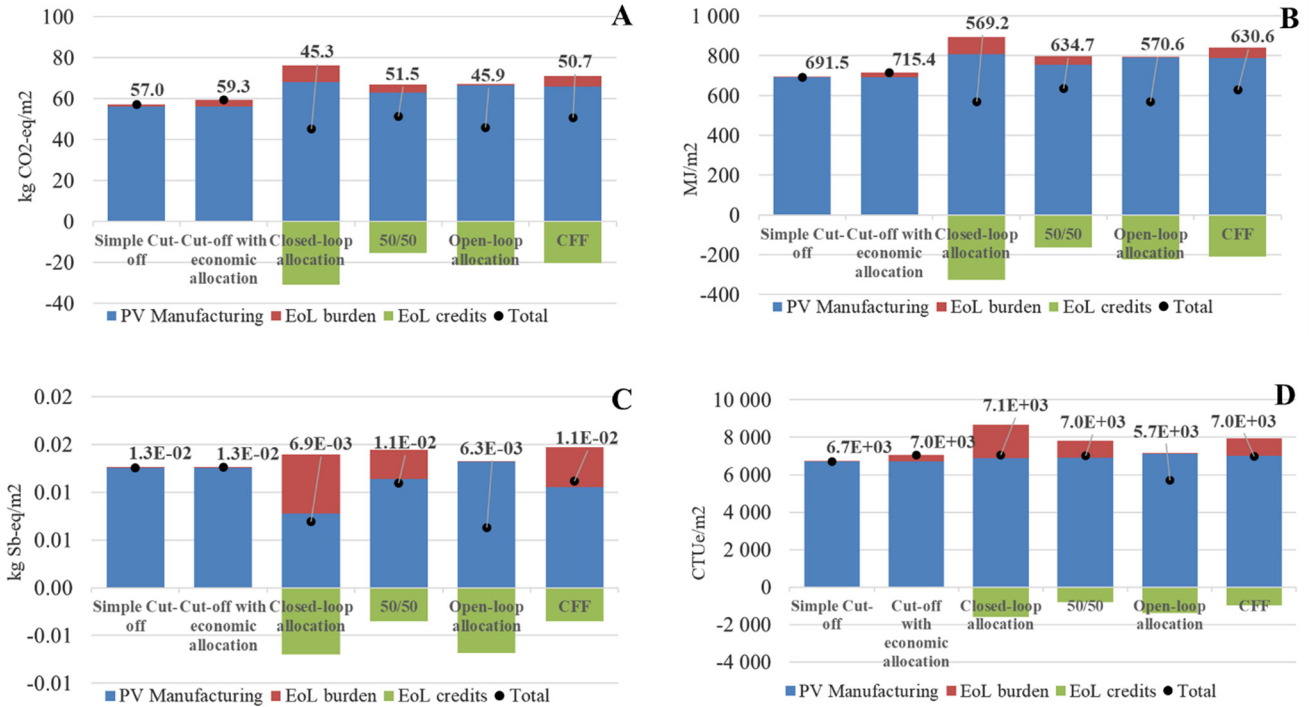 A
100
80
60
40
20
0
-20
-40
kg CO2-eq/m2
57.0
59.3
45.3
51.5
45.9
50.7
Simple Cut-
off
Cut-off with
economic
allocation
Closed-loop
allocation
50/50
Open-loop
allocation
CFF
PV Manufacturing EoL burden EoL credits Total
B
1 000
800
600
400
200
0
-200
-400
MJ/m2
691.5
715.4
569.2
634.7
570.6
630.6
Simple Cut-
off
Cut-off with
economic
allocation
Closed-loop
allocation
50/50
Open-loop
allocation
CFF
PV Manufacturing EoL burden EoL credits Total
C
0.02
0.02
0.01
0.01
0.00
-0.01
-0.01
kg Sb-eq/m2
1.3E-02
1.3E-02
6.9E-03
1.1E-02
6.3E-03
1.1E-02
Simple Cut-
off
Cut-off with
economic
allocation
Closed-loop
allocation
50/50
Open-loop
allocation
CFF
PV Manufacturing EoL burden EoL credits Total
D
10 000
8 000
6 000
4 000
2 000
0
-2 000
-4 000
CTUe/m2
6.7E+03
7.0E+03
7.1E+03
7.0E+03
5.7E+03
7.0E+03
Simple Cut-
off
Cut-off
with
economic
allocation
Closed-loop
allocation
50/50
Open-loop
allocation
CFF
PV Manufacturing EoL burden EoL credits Total